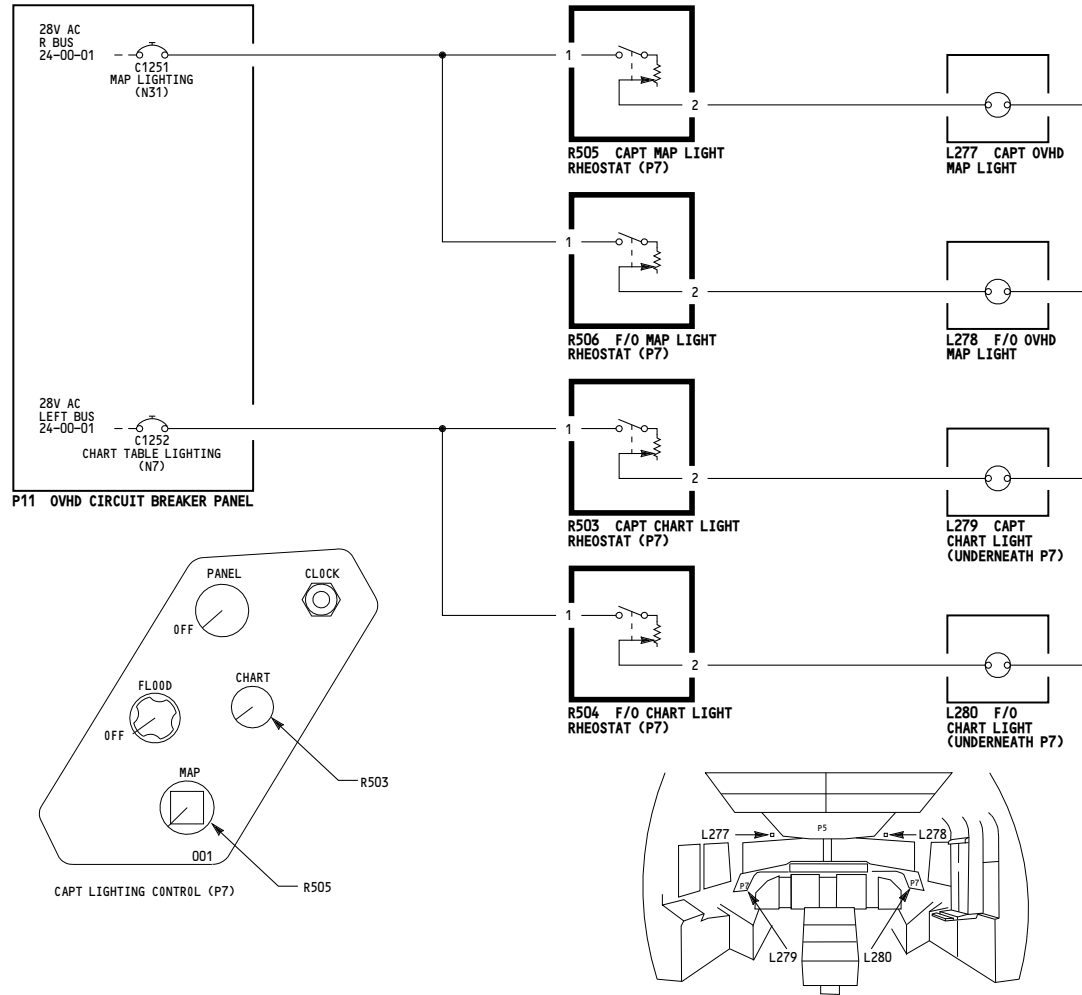 28V AC
R BUS
24-00-01
C1251
MAP LIGHTING
(N31)
1
2
R505 CAPT MAP LIGHT
RHEOSTAT (P7)
L277 CAPT OVHD
MAP LIGHT
1
2
R506 F/O MAP LIGHT
RHEOSTAT (P7)
L278 F/O OVHD
MAP LIGHT
28V AC
LEFT BUS
24-00-01
C1252
CHART TABLE LIGHTING
(N7)
P11 OVHD CIRCUIT BREAKER PANEL
1
2
R503 CAPT CHART LIGHT
RHEOSTAT (P7)
L279 CAPT
CHART LIGHT
(UNDERNEATH P7)
1
2
R504 F/O CHART LIGHT
RHEOSTAT (P7)
L280 F/O
CHART LIGHT
(UNDERNEATH P7)
PANEL
CLOCK
OFF
FLOOD
CHART
OFF
MAP
R503
001
R505
CAPT LIGHTING CONTROL (P7)
P5
L277
L278
P7
P7
L279
L280